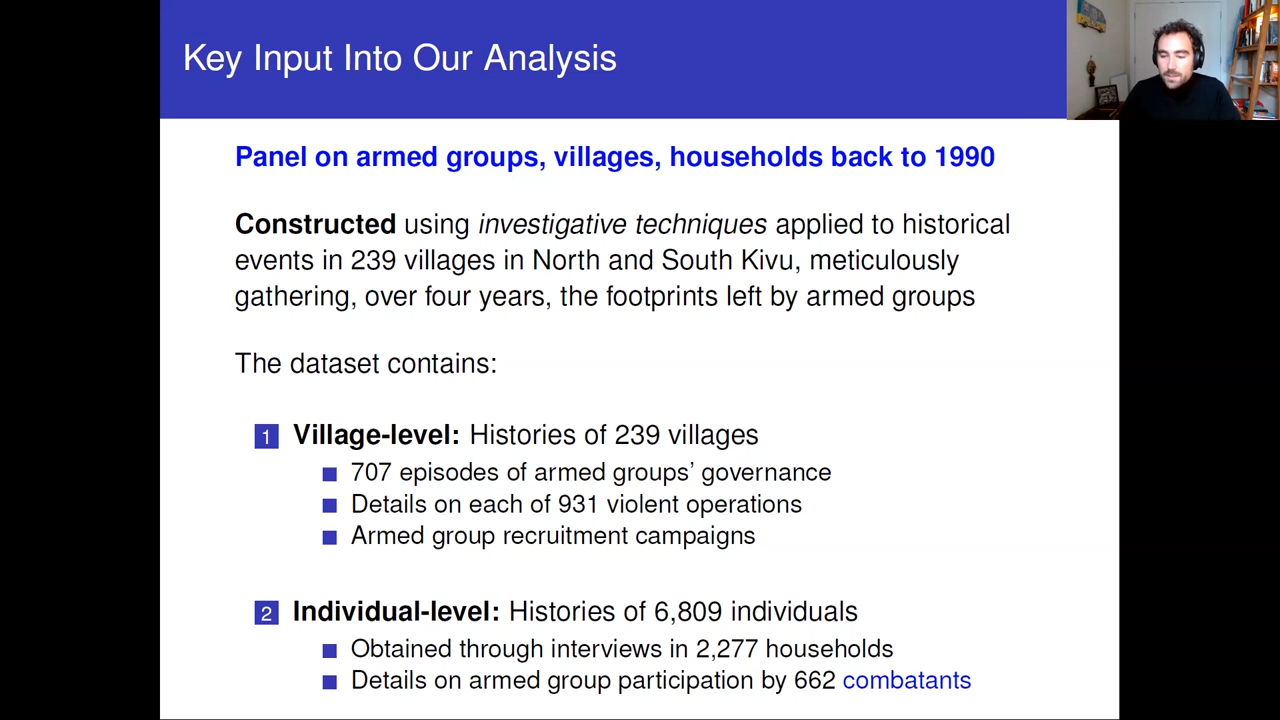 Key Input Into Our Analysis
Panel on armed groups, villages, households back to 1990
Constructed using investigative techniques applied to historical
events in 239 villages in North and South Kivu, meticulously
gathering, over four years, the footprints left by armed groups
The dataset contains:
1 Village-level: Histories of 239 villages
707 episodes of armed groups' governance
Details on each of 931 violent operations
Armed group recruitment campaigns
2 Individual-level: Histories of 6,809 individuals
Obtained through interviews in 2,277 households
Details on armed group participation by 662 combatants